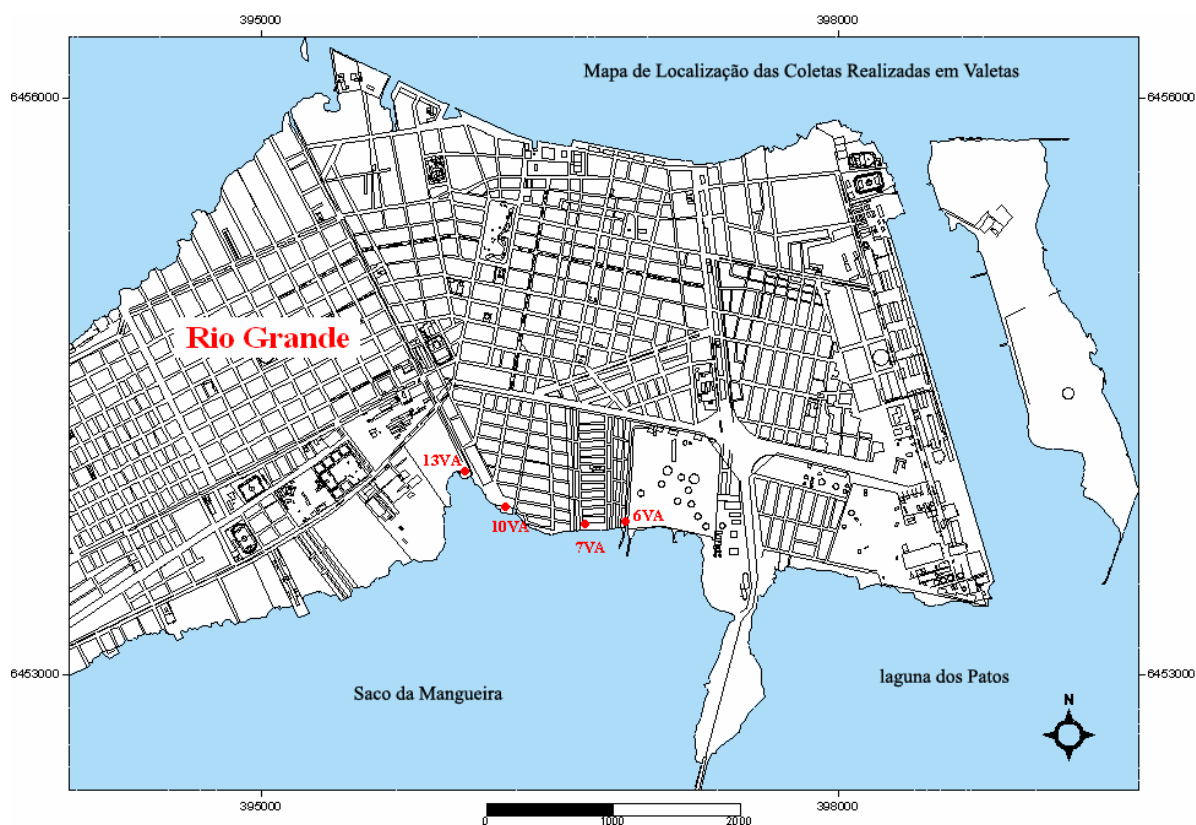 395000 398000
Mapa de Localização das Coletas Realizadas em Valetas
6456000 6456000
Rio Grande
13VA
10VA
6VA
7VA
6453000 6453000
laguna dos Patos
Saco da Mangueira
N
395000 398000
0 1000 2000